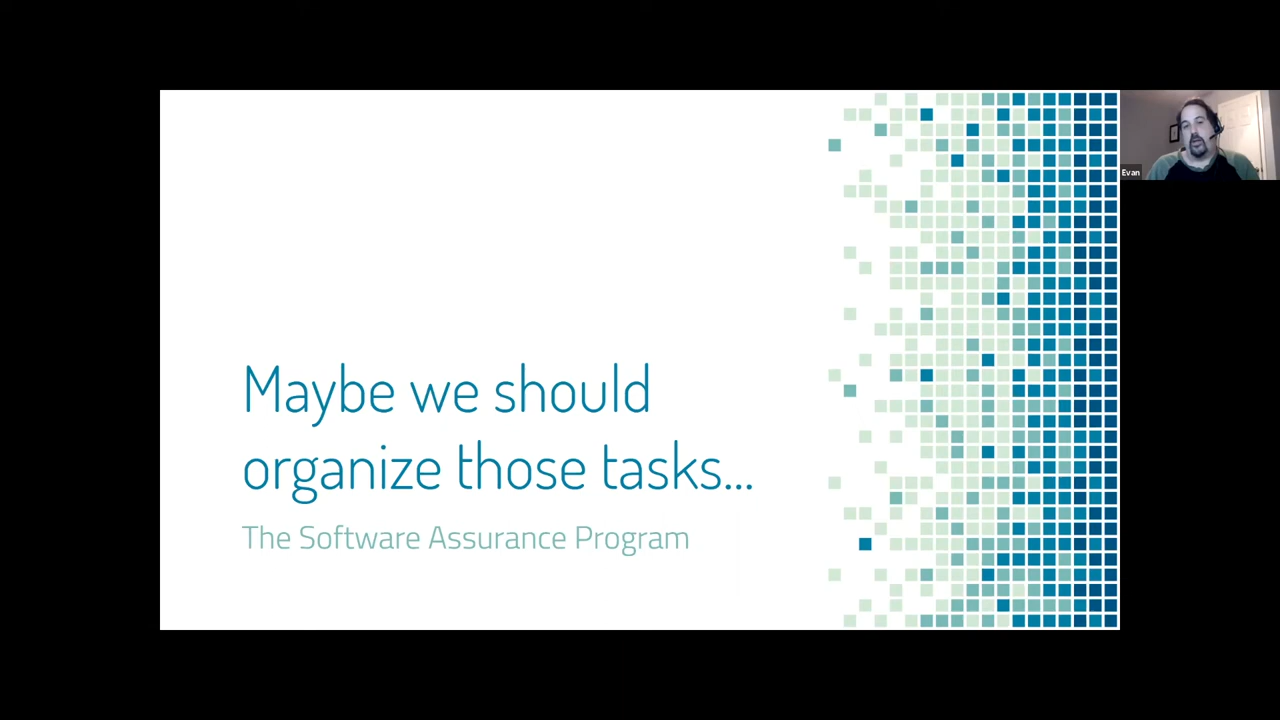 Maybe we should
organize those tasks...
The Software Assurance Program
Evan